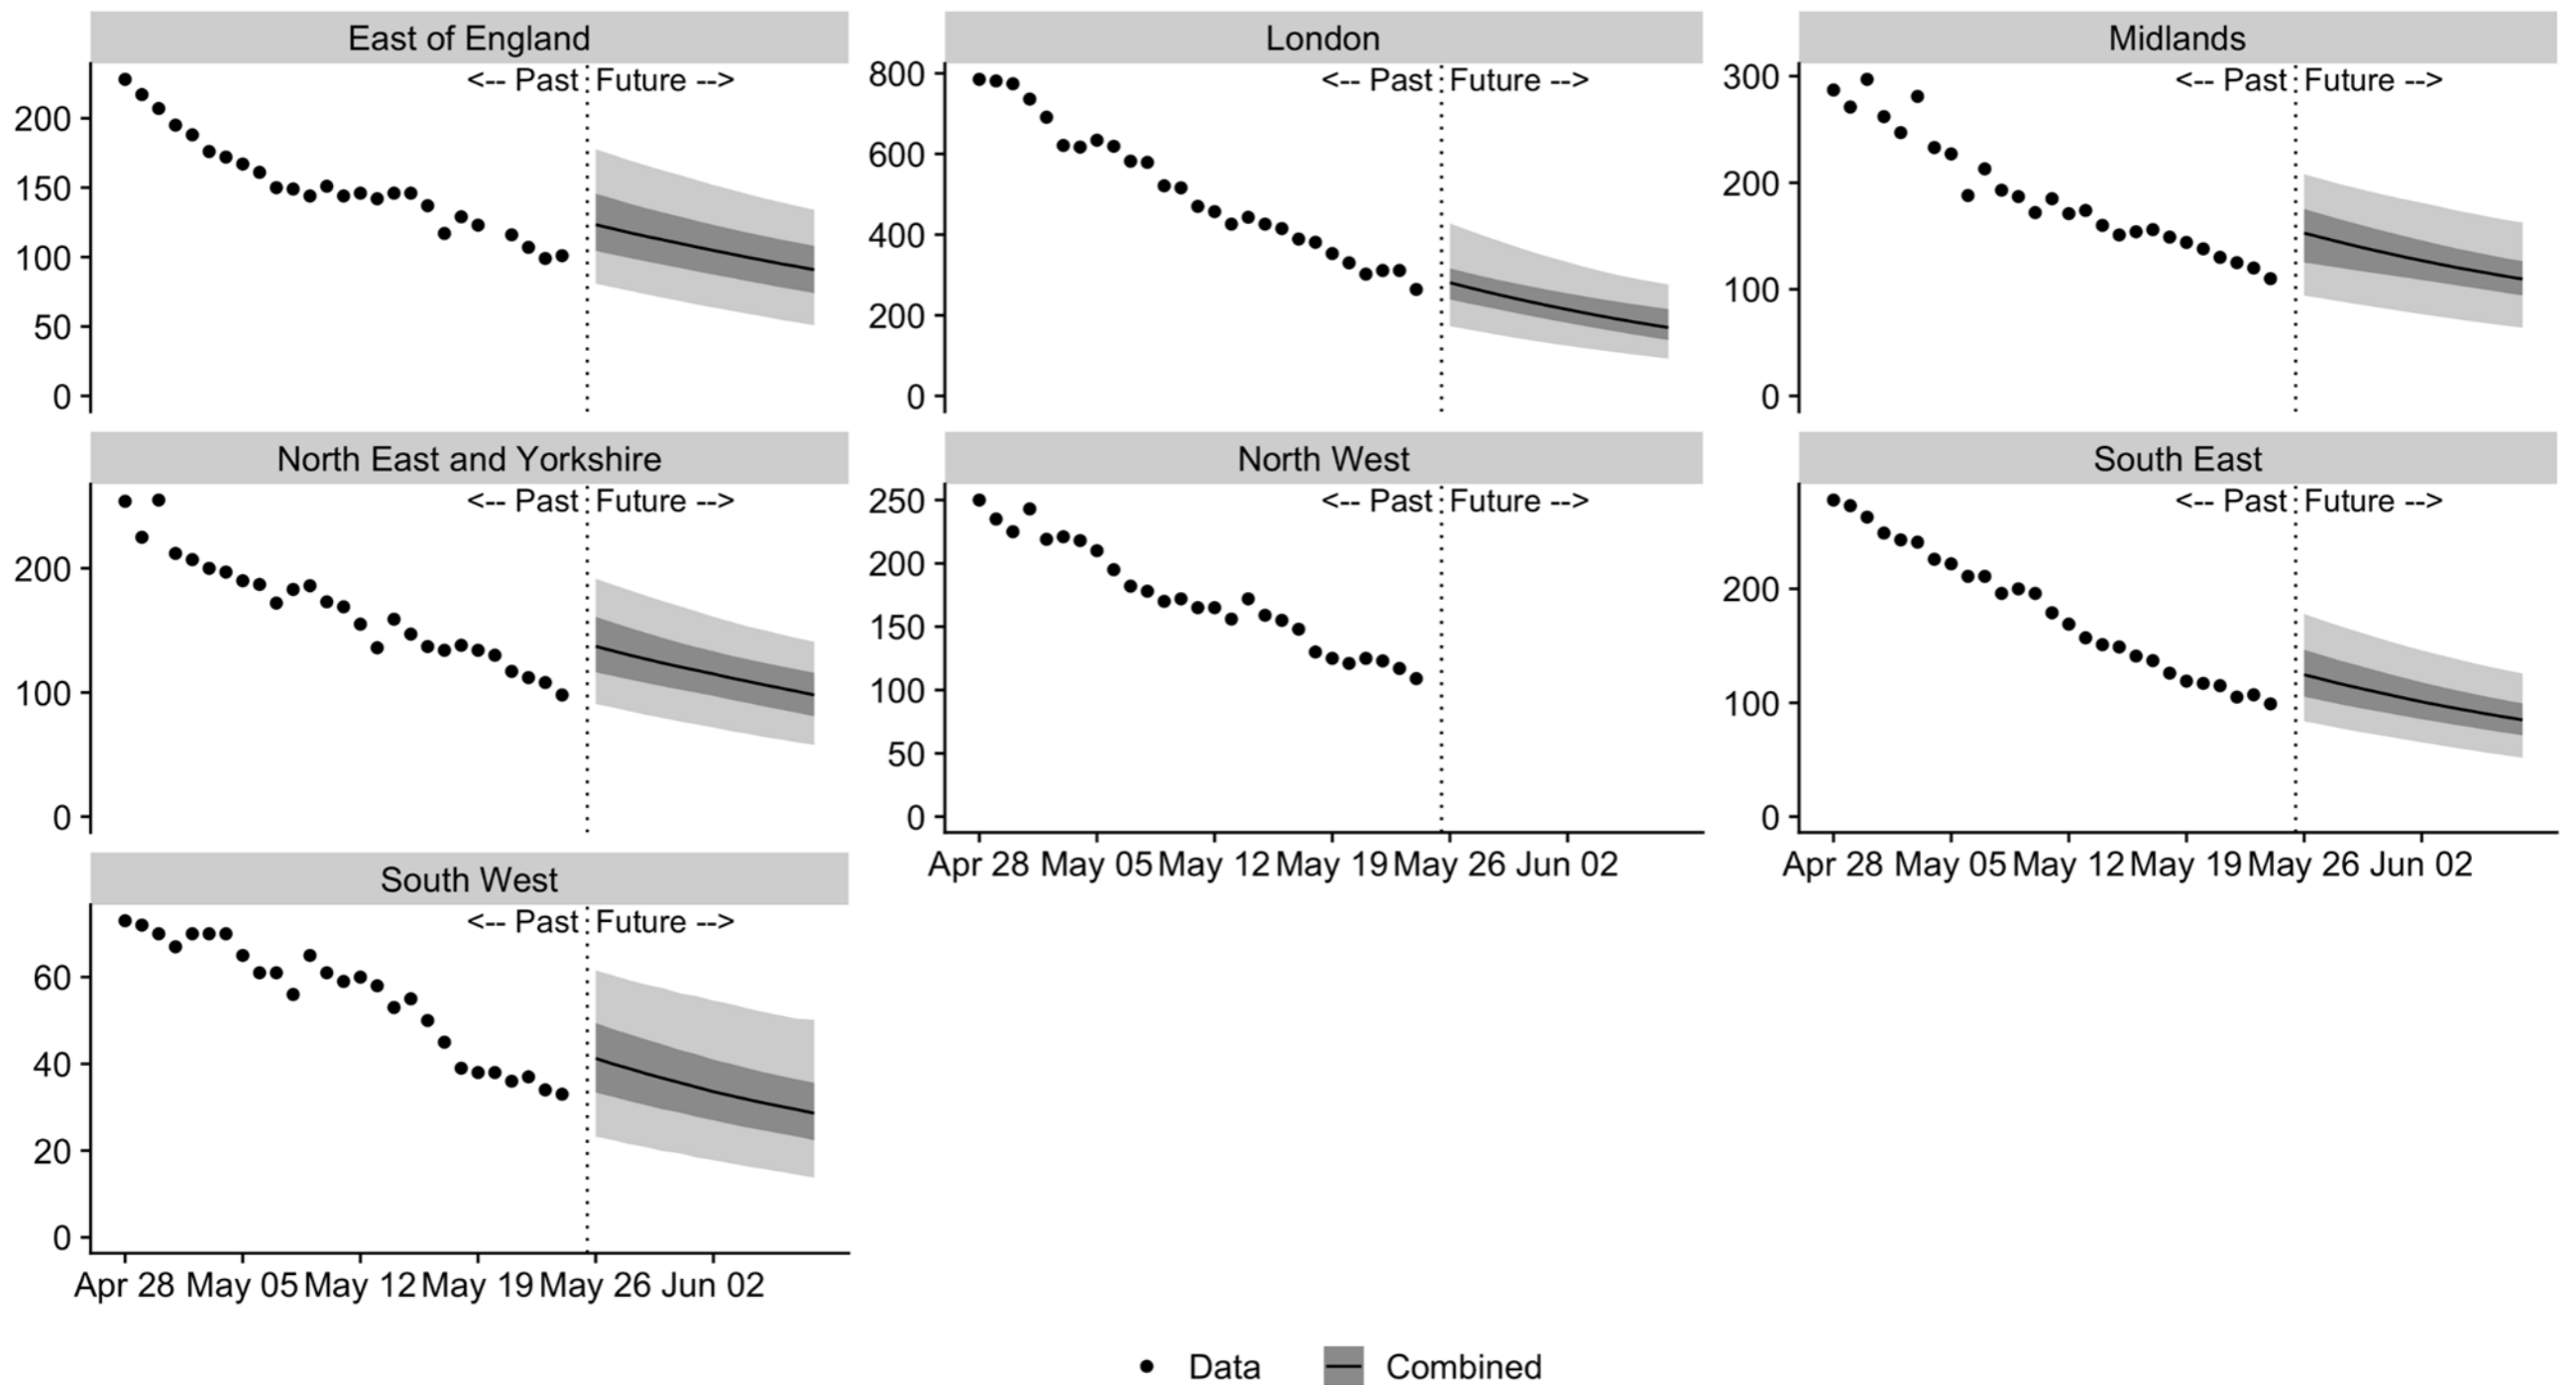 East of England
London
Midlands
<-- Past Future -->
<-- Past Future -->
<-- Past Future -->
200
150
100
50
0
800
600
400
200
0
300
200
100
0
North East and Yorkshire
North West
South East
<-- Past Future -->
<-- Past Future -->
<-- Past Future -->
200
100
0
250
200
150
100
50
0
200
100
0
Apr 28 May 05 May 12 May 19 May 26 Jun 02
Apr 28 May 05 May 12 May 19 May 26 Jun 02
South West
<-- Past Future -->
60
40
20
0
Apr 28 May 05 May 12 May 19 May 26 Jun 02
Data Combined